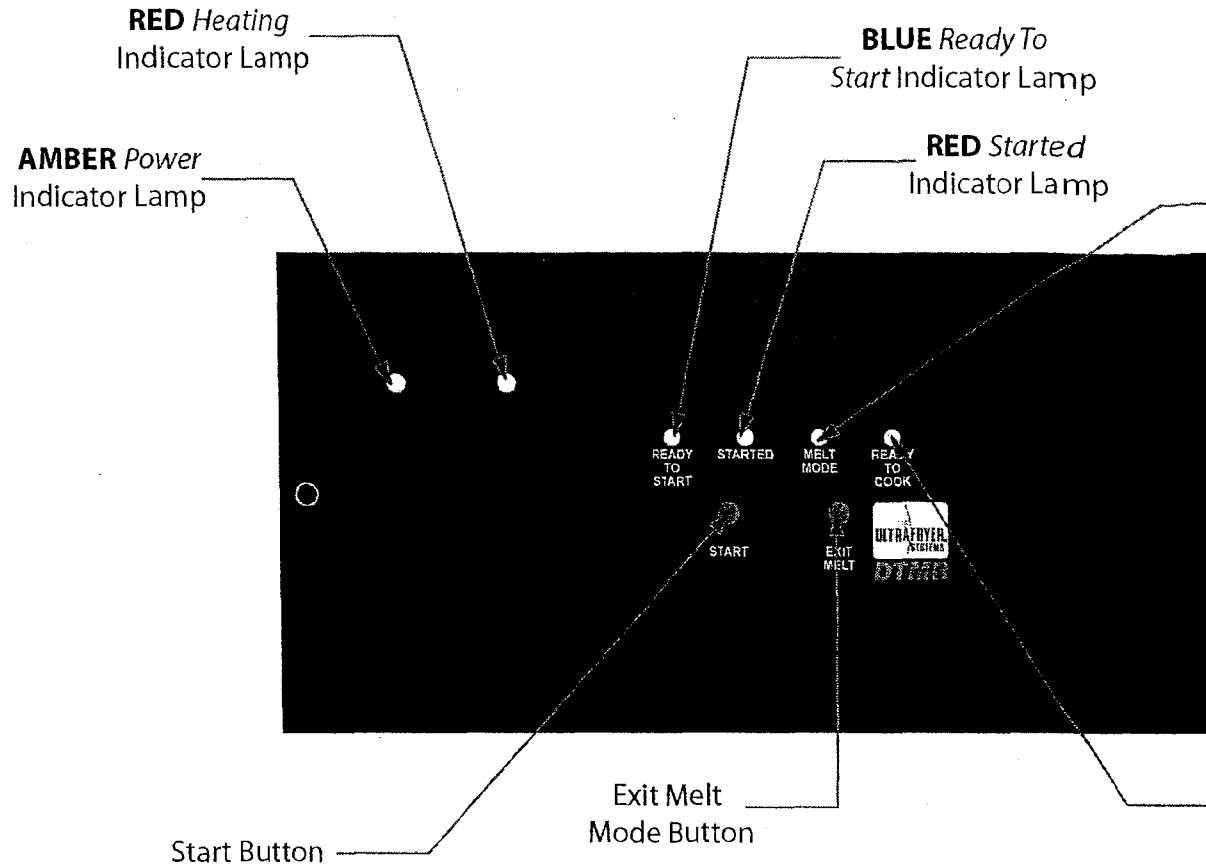 RED Heating
Indicator Lamp
BLUE Ready To
Start Indicator Lamp
AMBER Power
Indicator Lamp
RED Started
Indicator Lamp
READY
TO
START
STARTED
MELT
MODE
READY
TO
COOK
START
EXIT
MELT
ULTRAFRYER
SYSTEMS
DTMB
Exit Melt
Mode Button
Start Button